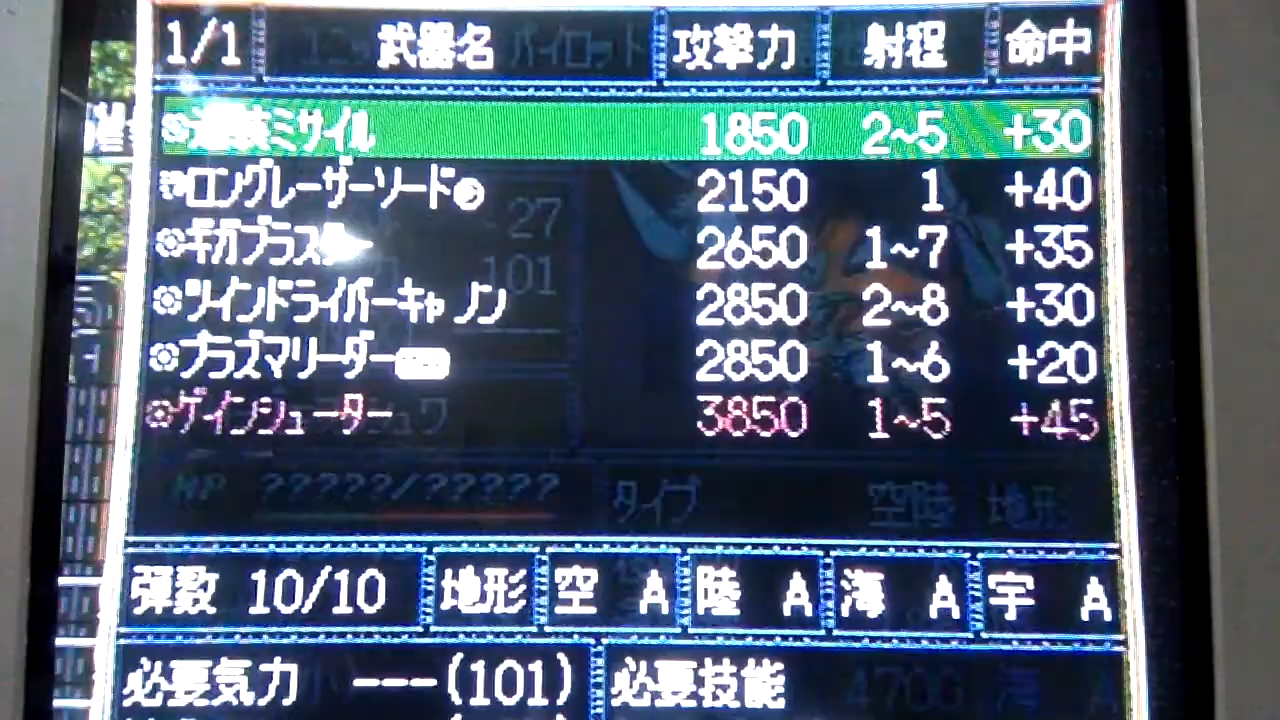 1/1 武器名 攻撃力 射程 命中
ミサイル 1850 2~5 +30
ロングレーザーソード 2150 1 +40
ギガブラスター 2650 1~7 +35
ツインドライバーキャノン 2850 2~8 +30
プラズマリーダー 2850 1~6 +20
ゲインシューター 3850 1~5 +45
HP ?????/????? タイプ 空陸 地形
弾数 10/10 地形 空 A 陸 A 海 A 宇 A
必要気力 ---(101) 必要技能